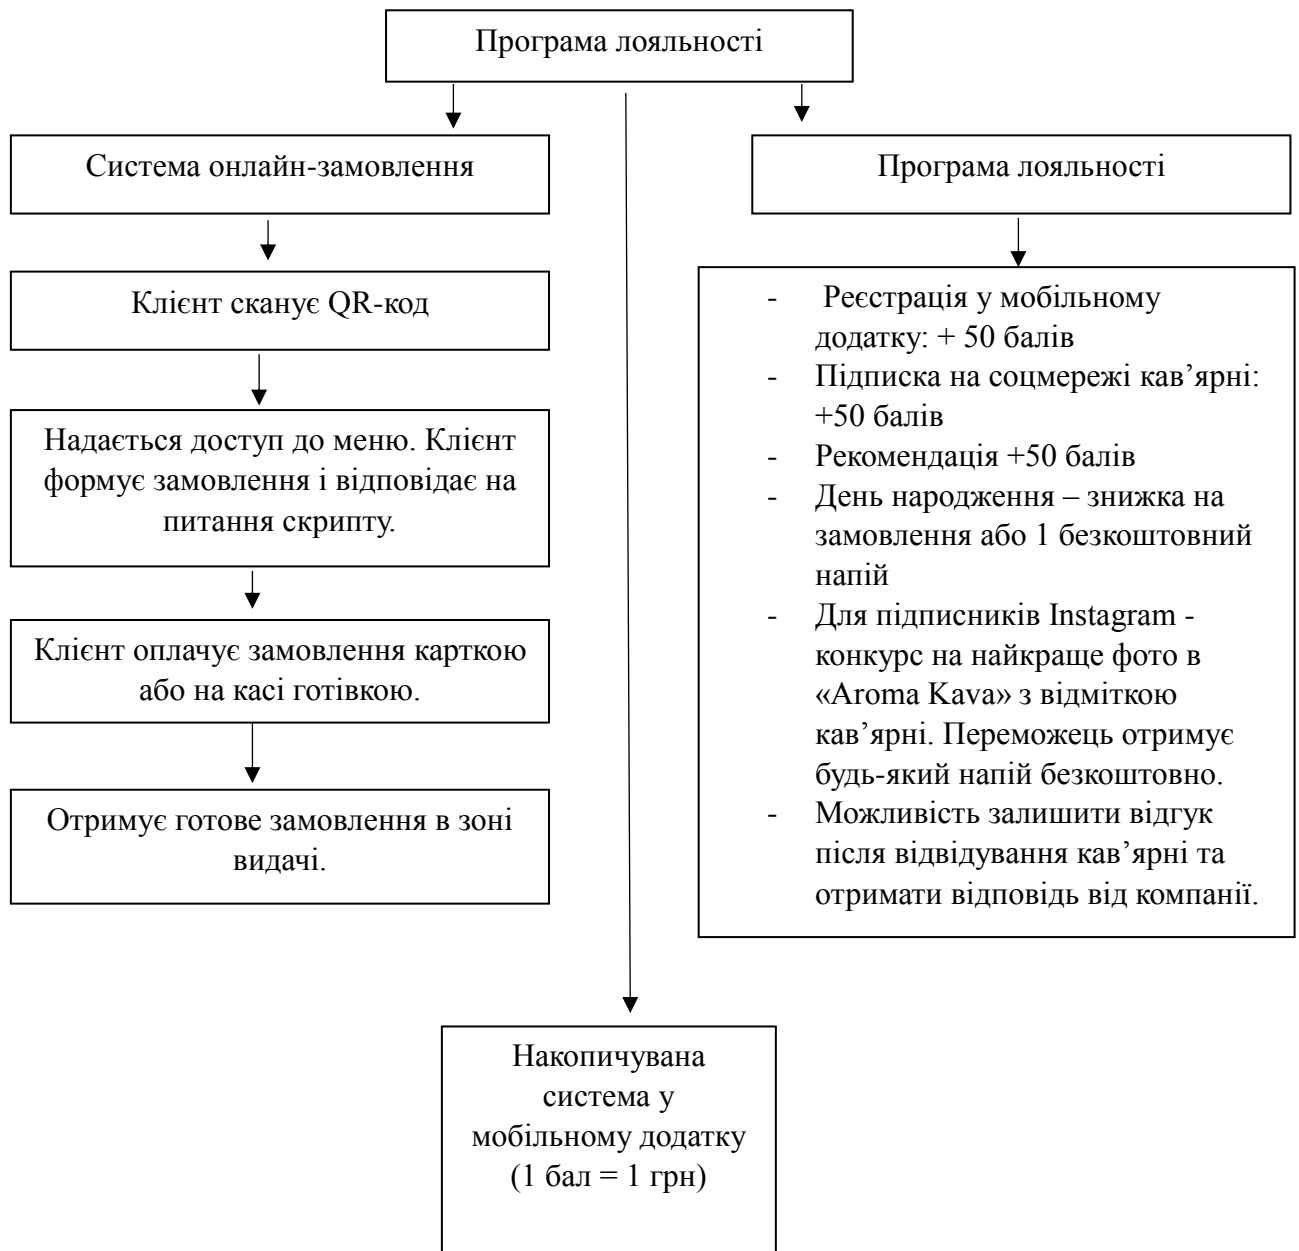 Програма лояльності
Система онлайн-замовлення
Клієнт сканує QR-код
Надається доступ до меню. Клієнт
формує замовлення і відповідає на
питання скрипту.
Клієнт оплачує замовлення карткою
або на касі готівкою.
Отримує готове замовлення в зоні
видачі.
Програма лояльності
- Реєстрація у мобільному
додатку: + 50 балів
- Підписка на соцмережі кав’ярні:
+50 балів
- Рекомендація +50 балів
- День народження – знижка на
замовлення або 1 безкоштовний
напій
- Для підписників Instagram -
конкурс на найкраще фото в
«Aroma Kava» з відміткою
кав’ярні. Переможець отримує
будь-який напій безкоштовно.
- Можливість залишити відгук
після відвідування кав’ярні та
отримати відповідь від компанії.
Накопичувана
система у
мобільному додатку
(1 бал = 1 грн)